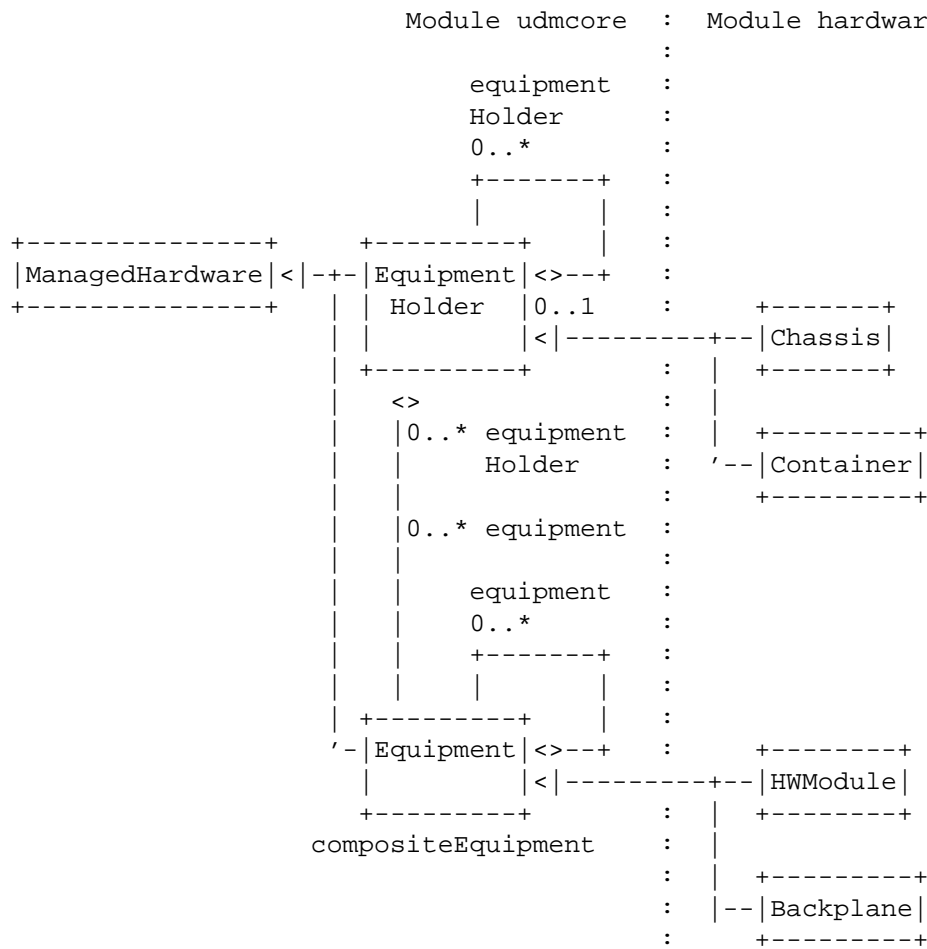 Module udmcore : Module hardwar
:
equipment :
Holder :
0..* :
+-------+ :
| | :
+---------------+ +---------+ | :
|ManagedHardware|<|-+-|Equipment|<>--+ :
+---------------+ | | Holder |0..1 : +-------+
| | |<|---------+--|Chassis|
| +---------+ : | +-------+
| <> : |
| |0..* equipment : | +---------+
| | Holder : '--|Container|
| | : +---------+
| |0..* equipment :
| | :
| | equipment :
| | 0..* :
| | +-------+ :
| | | | :
| +---------+ | :
'-|Equipment|<>--+ : +--------+
| |<|---------+--|HWModule|
+---------+ : | +--------+
compositeEquipment : |
: | +---------+
: |--|Backplane|
: +---------+